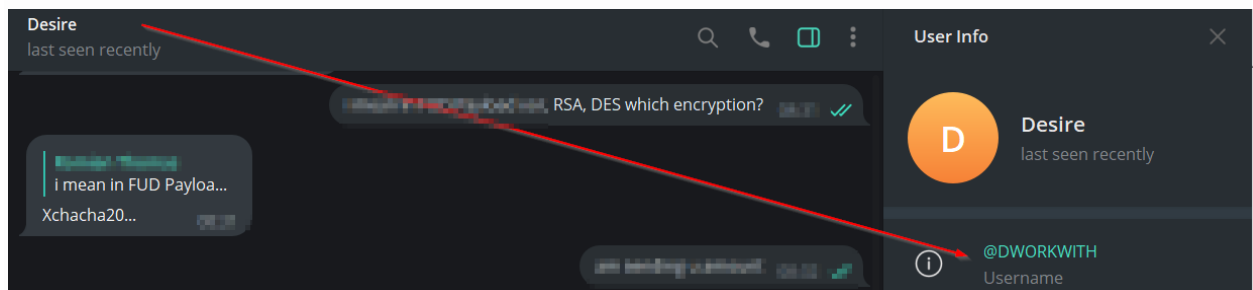 Desire
last seen recently
, RSA, DES which encryption?
i mean in FUD Payloa...
Xchacha20...
User Info
D
Desire
last seen recently
@DWORKWITH
Username